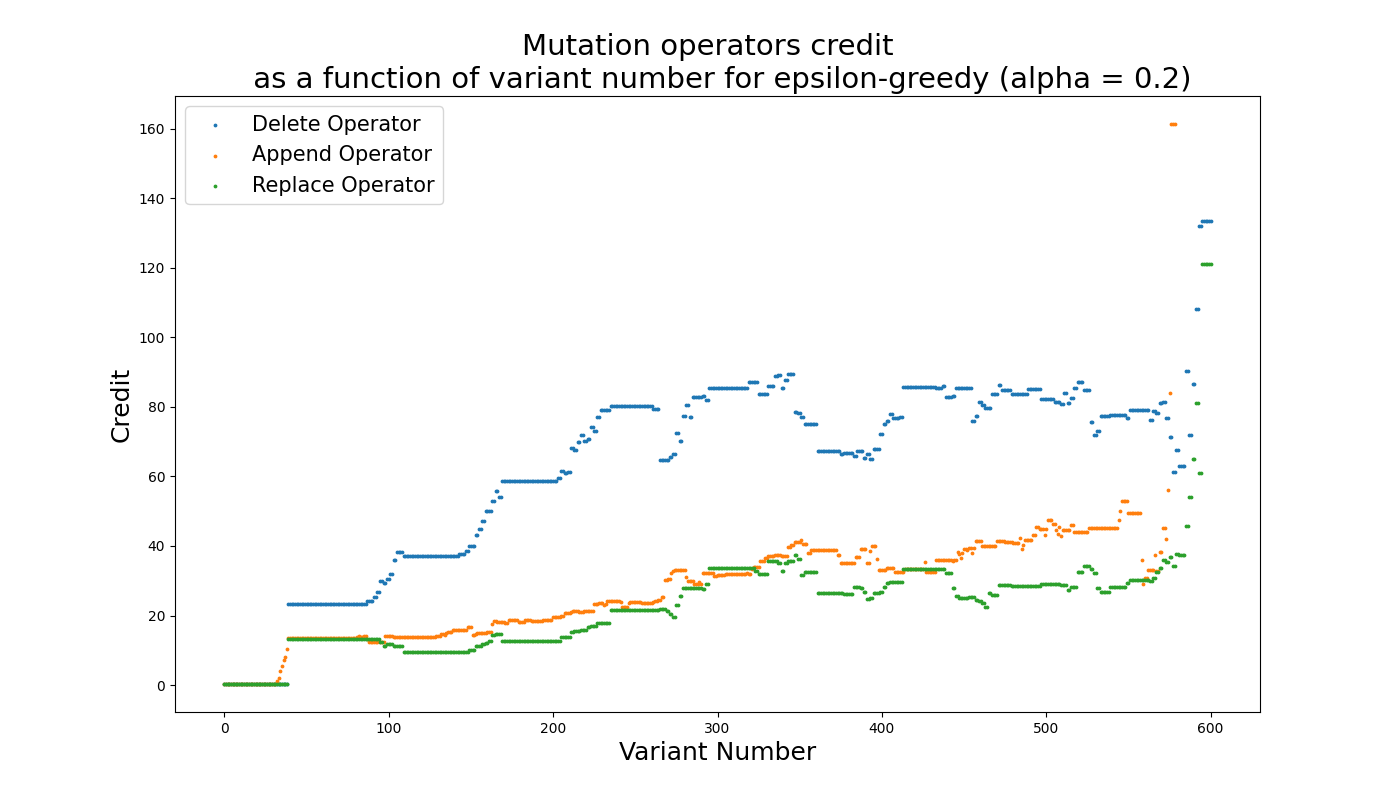 Mutation operators credit
as a function of variant number for epsilon-greedy (alpha = 0.2)
Delete Operator
Append Operator
Replace Operator
160
140
120
100
80
60
40
20
0
Credit
0 100 200 300 400 500 600
Variant Number